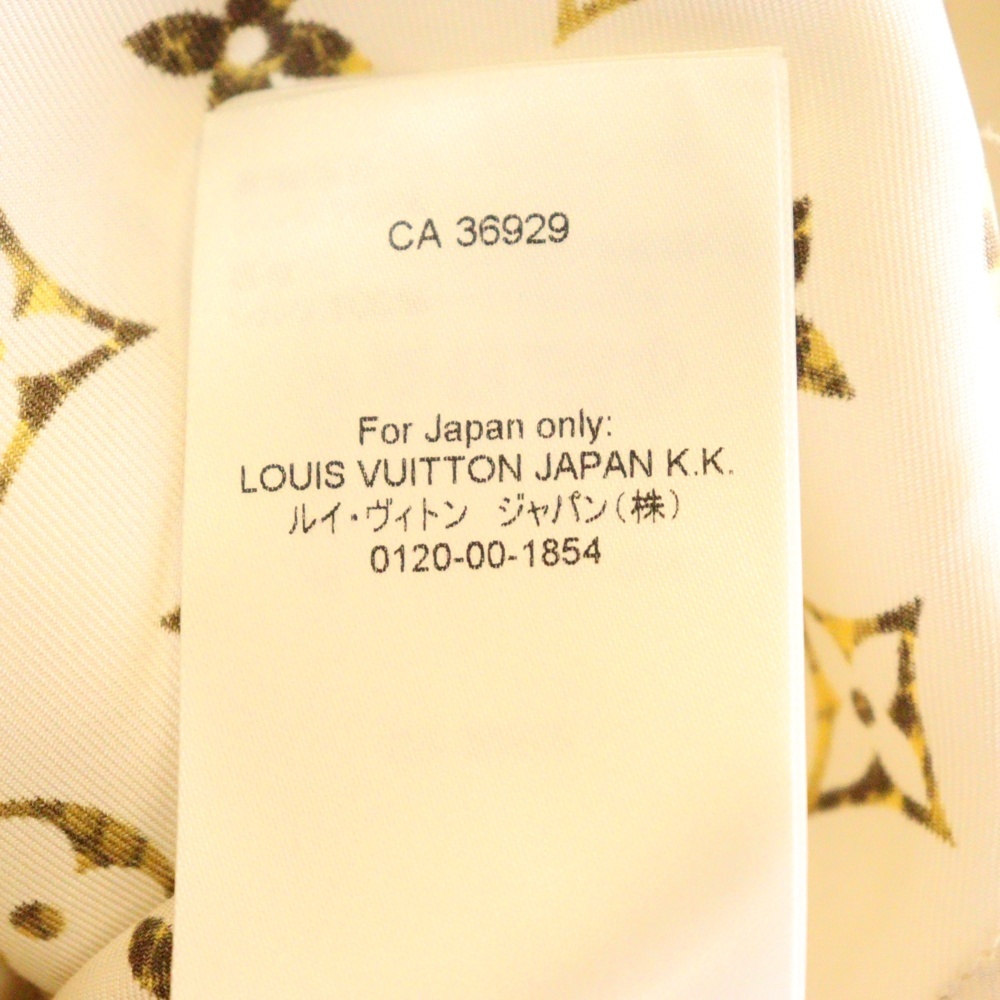 CA 36929
For Japan only:
LOUIS VUITTON JAPAN K.K.
ルイ・ヴィトン　ジャパン(株)
0120-00-1854